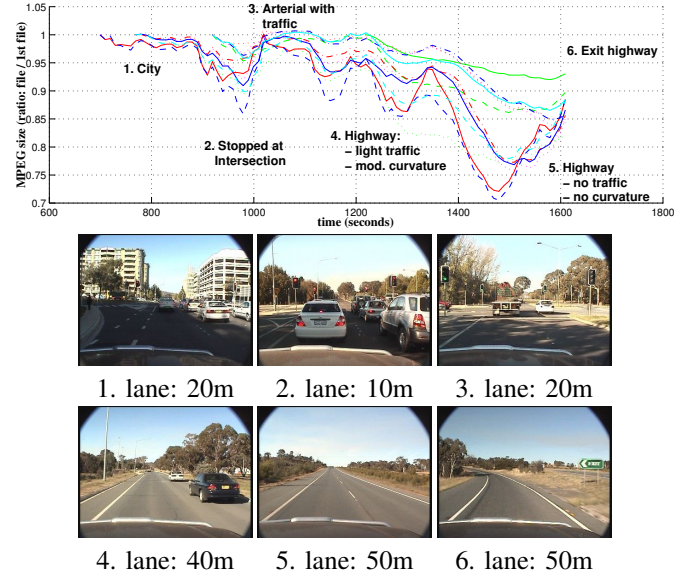 1.05
1
0.95
0.9
0.85
0.8
0.75
0.7
MPEG size (ratio: file / 1st file)
600
800
1000
1200
1400
1600
1800
time (seconds)
1. City
2. Stopped at
Intersection
3. Arterial with
traffic
4. Highway:
– light traffic
– mod. curvature
5. Highway
– no traffic
– no curvature
6. Exit highway
1. lane: 20m
2. lane: 10m
3. lane: 20m
EXIT
4. lane: 40m
5. lane: 50m
6. lane: 50m